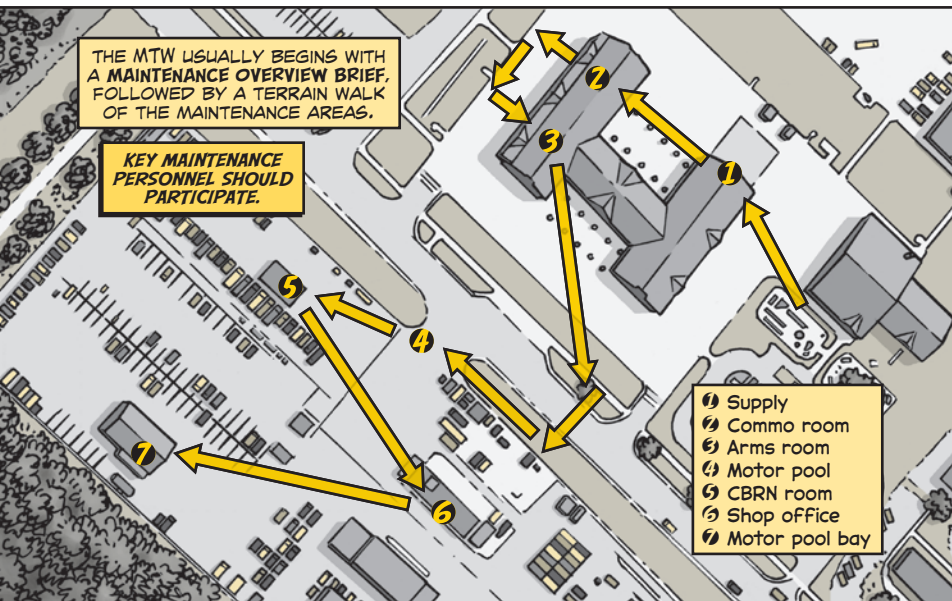 THE MTW USUALLY BEGINS WITH
A MAINTENANCE OVERVIEW BRIEF,
FOLLOWED BY A TERRAIN WALK
OF THE MAINTENANCE AREAS.
KEY MAINTENANCE
PERSONNEL SHOULD
PARTICIPATE.
2
3
1
5
4
7
6
1 Supply
2 Commo room
3 Arms room
4 Motor pool
5 CBRN room
6 Shop office
7 Motor pool bay